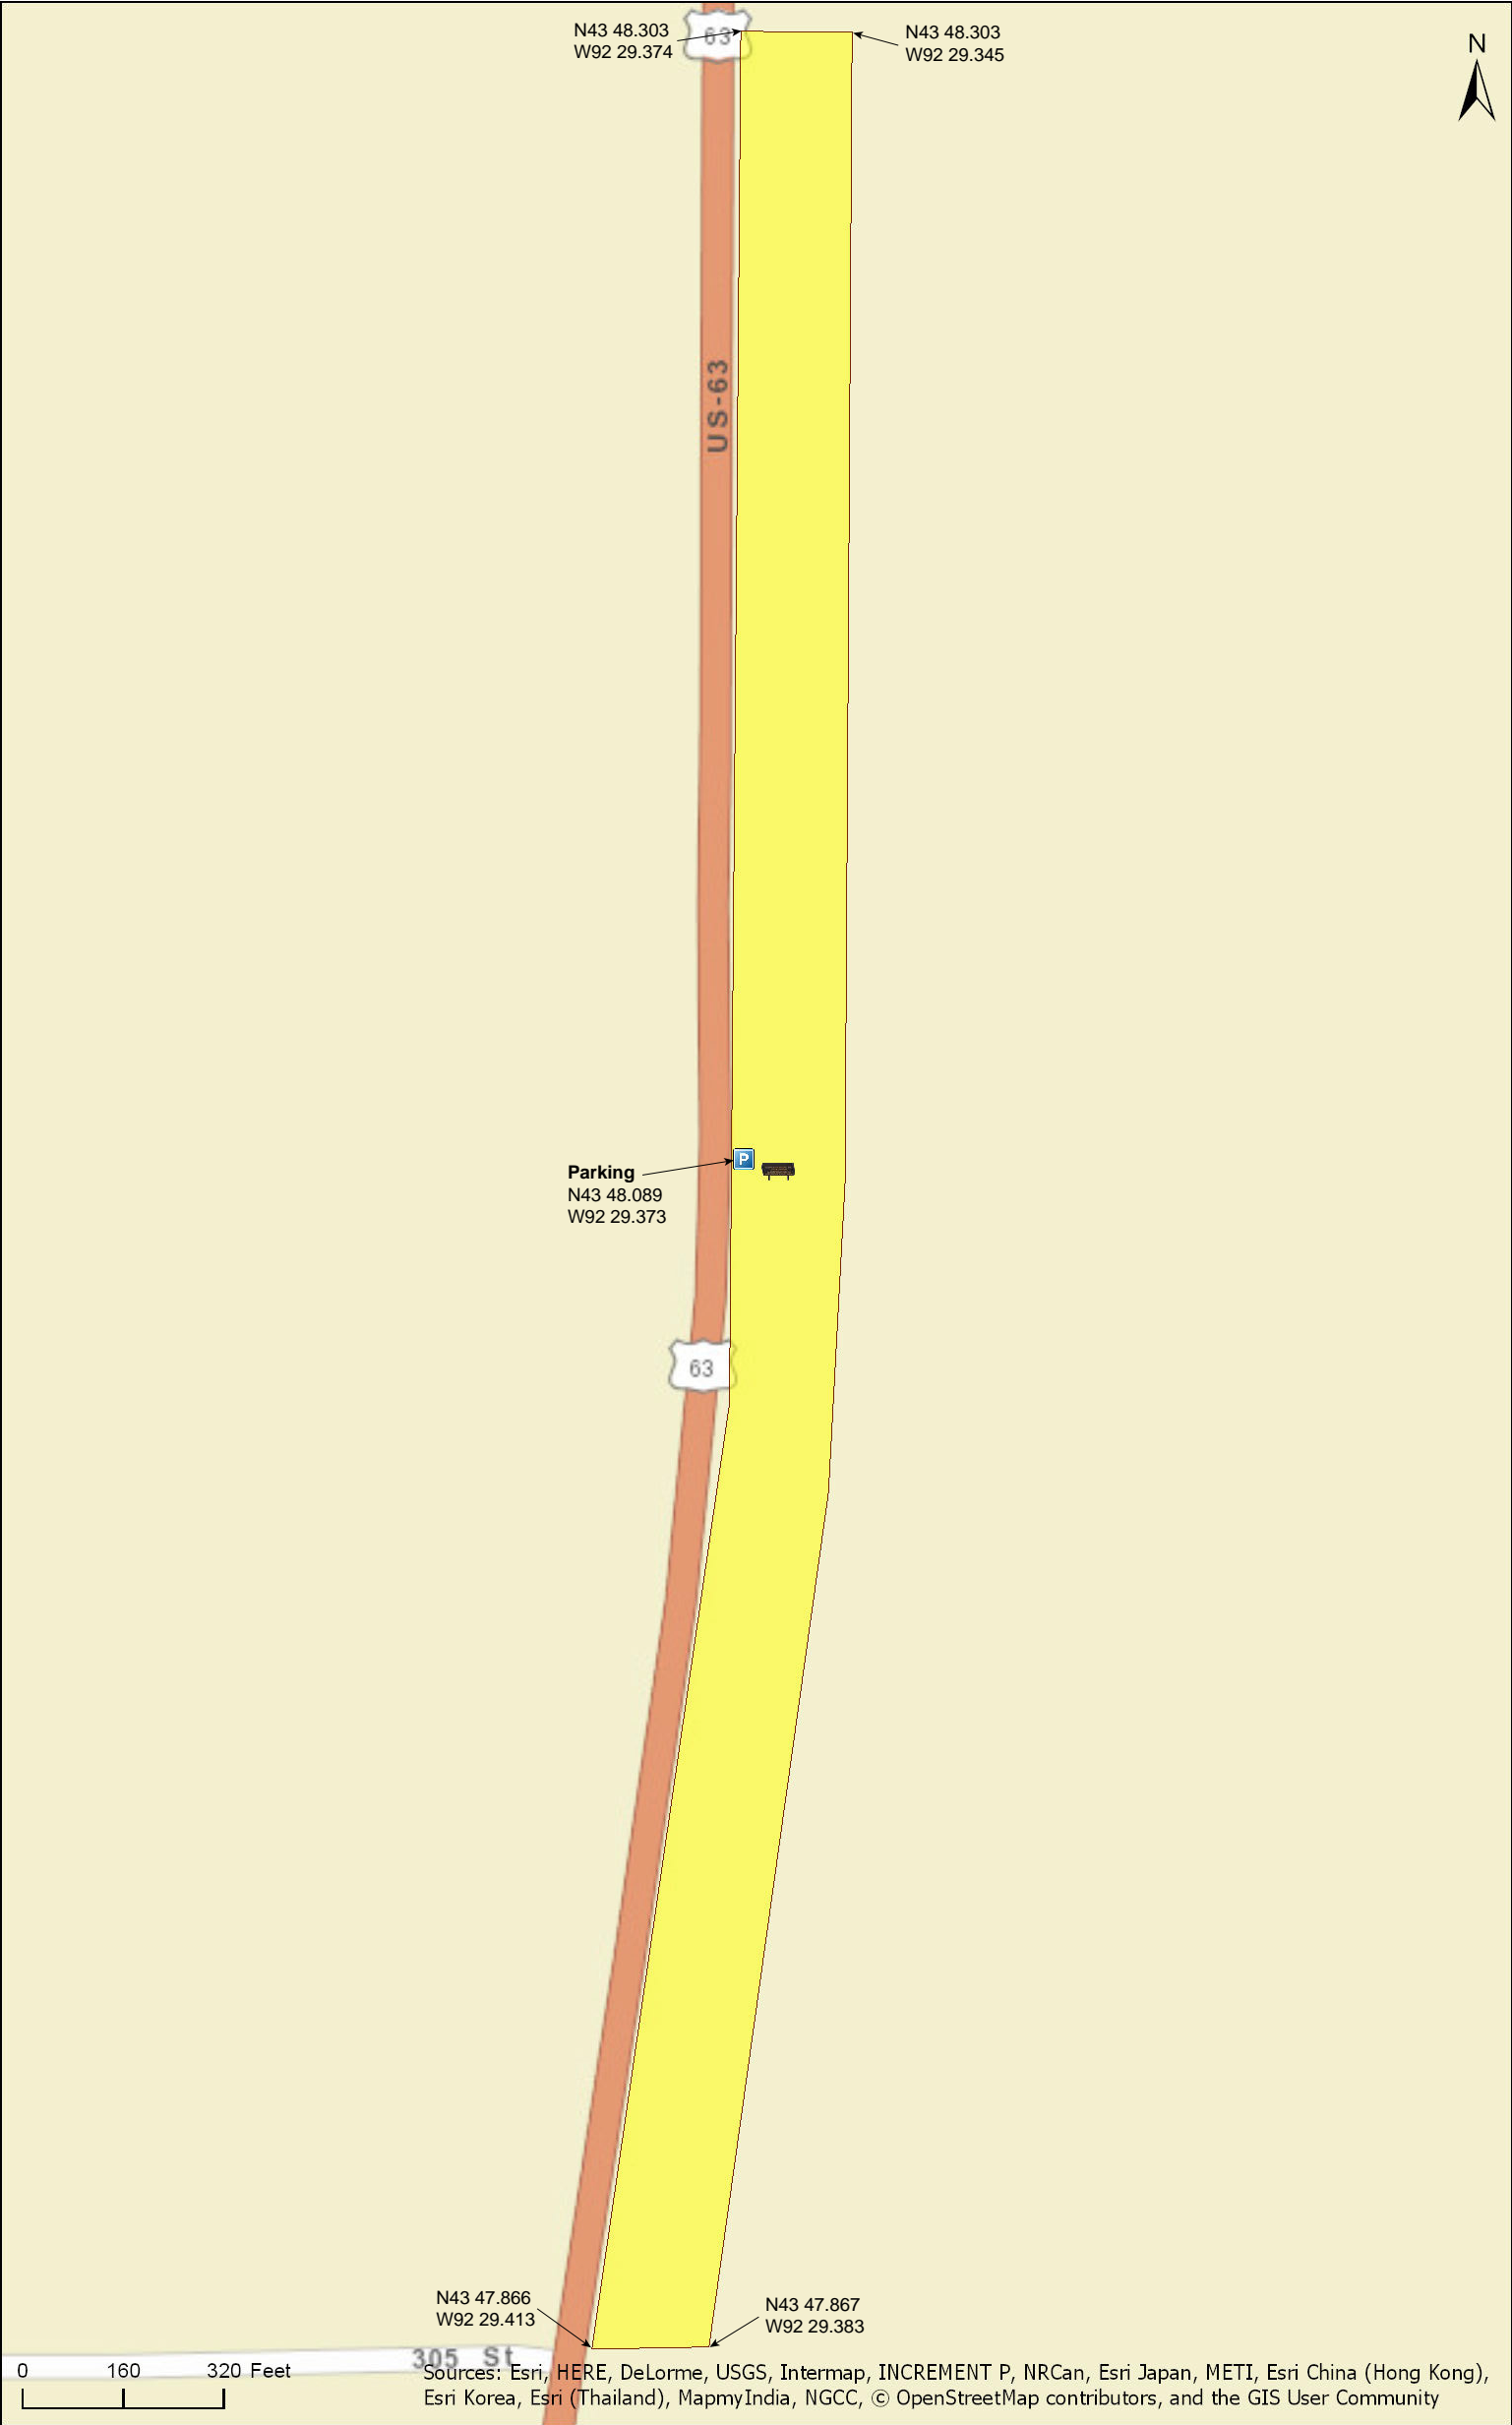 N43 48.303
W92 29.374
63
N43 48.303
W92 29.345
N
US-63
P
Parking
N43 48.089
W92 29.373
63
N43 47.866
W92 29.413
N43 47.867
W92 29.383
305 St
0 160 320 Feet
Sources: Esri, HERE, DeLorme, USGS, Intermap, INCREMENT P, NRCan, Esri Japan, METI, Esri China (Hong Kong),
Esri Korea, Esri (Thailand), MapmyIndia, NGCC, © OpenStreetMap contributors, and the GIS User Community